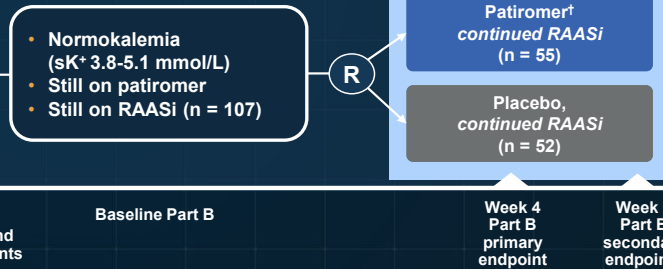 • Normokalemia
(sK⁺ 3.8-5.1 mmol/L)
• Still on patiromer
• Still on RAASi (n = 107)
R
Patiromer†
continued RAASi
(n = 55)
Placebo,
continued RAASi
(n = 52)
Baseline Part B
Week 4
Part B
primary
endpoint
Week
Part B